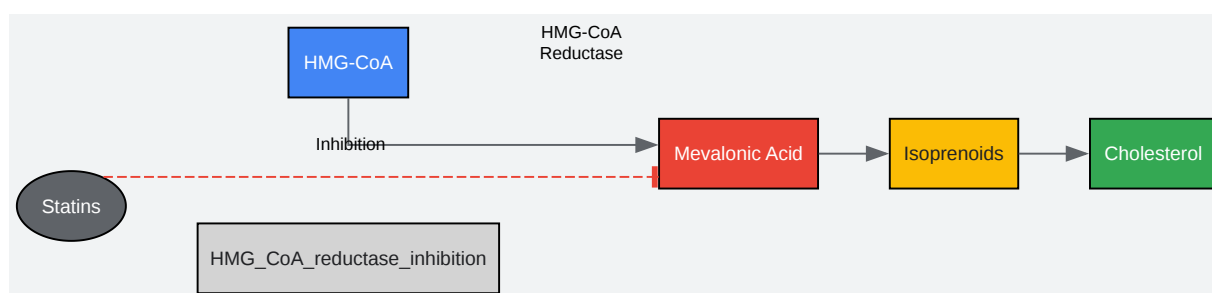 HMG-CoA
Reductase
HMG-CoA
Inhibition
Mevalonic Acid
Isoprenoids
Cholesterol
Statins
HMG_CoA_reductase_inhibition